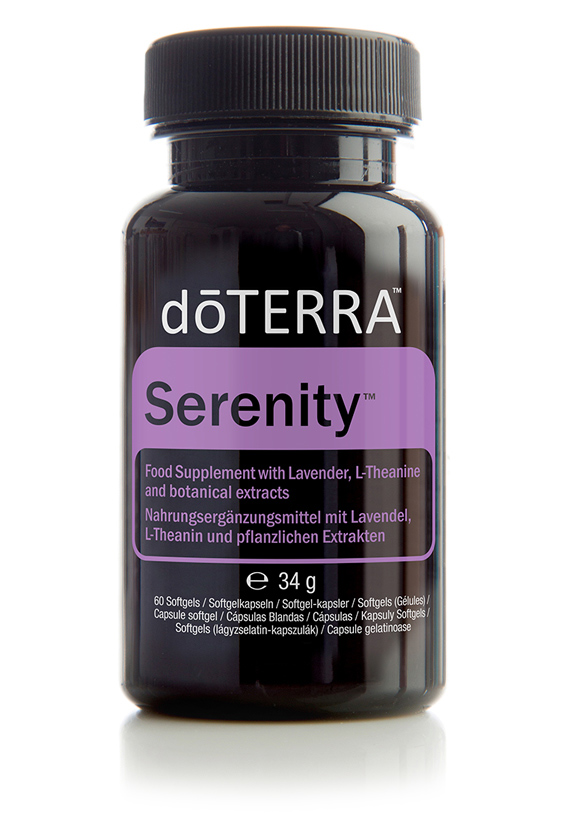 dōTERRA™
Serenity™
Food Supplement with Lavender, L-Theanine
and botanical extracts
Nahrungsergänzungsmittel mit Lavendel,
L-Theanin und pflanzlichen Extrakten
℮ 34 g
60 Softgels / Softgelkapseln / Softgel-kapsler / Softgels (Gélules) /
Capsule softgel / Cápsulas Blandas / Cápsulas / Kapsuly Softgels /
Softgels (lágyzselatin-kapszulák) / Capsule gelatinoase